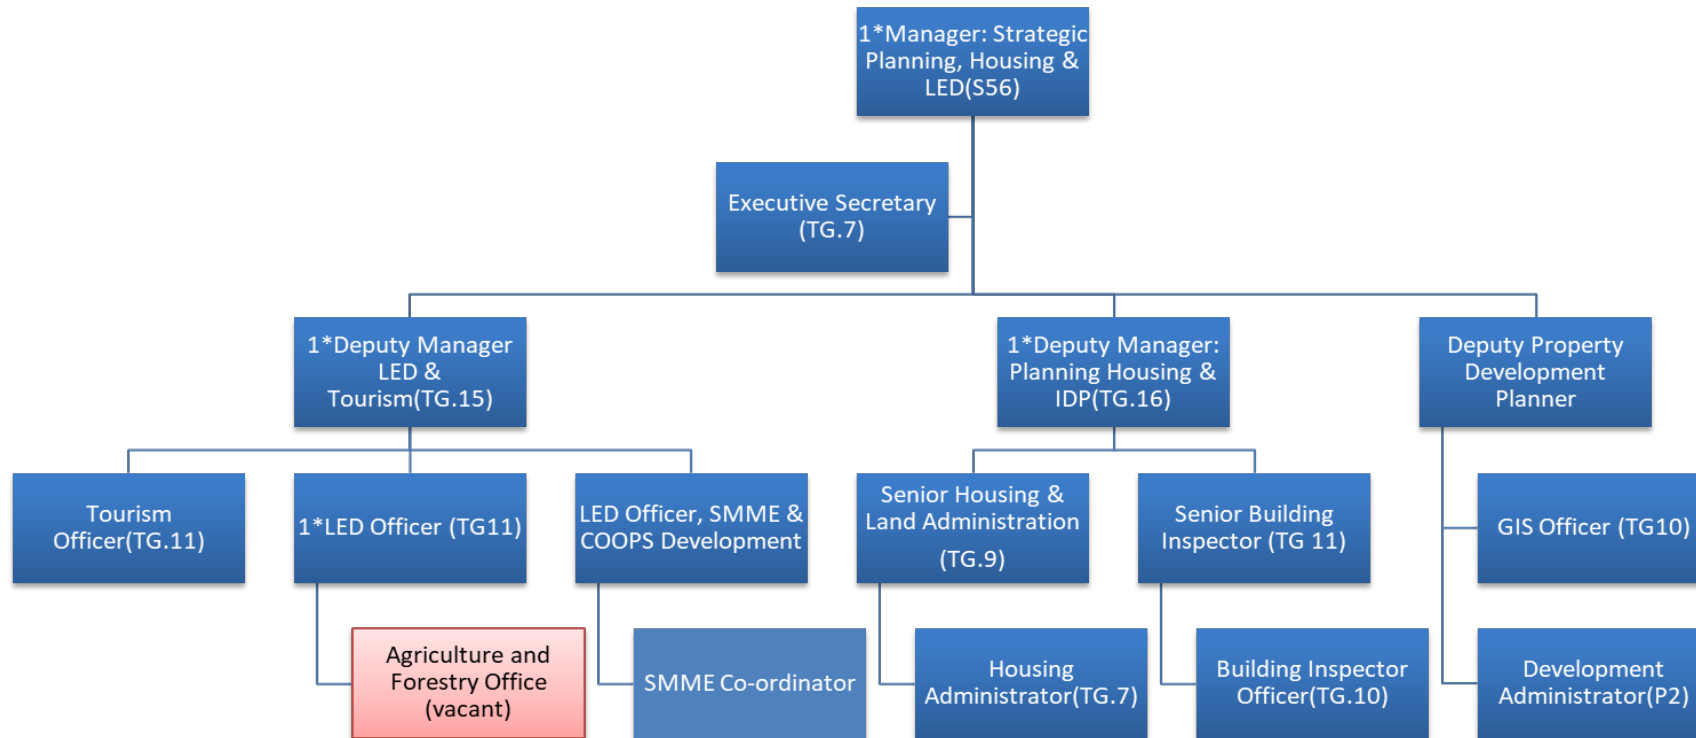 1*Manager: Strategic
Planning, Housing &
LED(S56)
Executive Secretary
(TG.7)
1*Deputy Manager
LED &
Tourism(TG.15)
1*Deputy Manager:
Planning Housing &
IDP(TG.16)
Deputy Property
Development
Planner
Tourism
Officer(TG.11)
1*LED Officer (TG11)
LED Officer, SMME &
COOPS Development
Senior Housing &
Land Administration
(TG.9)
Senior Building
Inspector (TG 11)
GIS Officer (TG10)
Agriculture and
Forestry Office
(vacant)
SMME Co-ordinator
Housing
Administrator(TG.7)
Building Inspector
Officer(TG.10)
Development
Administrator(P2)